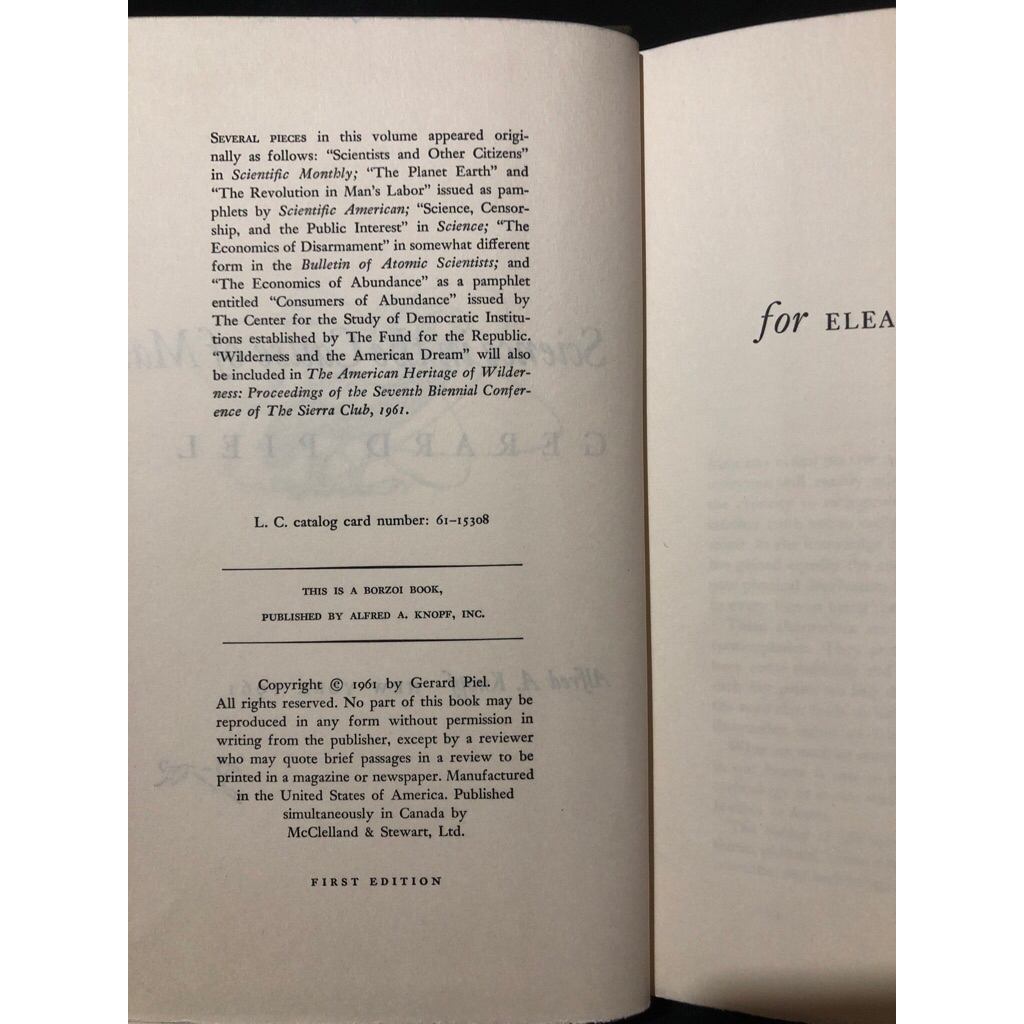 SEVERAL PIECES in this volume appeared origi-
nally as follows: “Scientists and Other Citizens”
in Scientific Monthly; “The Planet Earth” and
“The Revolution in Man’s Labor” issued as pam-
phlets by Scientific American; “Science, Censor-
ship, and the Public Interest” in Science; “The
Economics of Disarmament” in somewhat different
form in the Bulletin of Atomic Scientists; and
“The Economics of Abundance” as a pamphlet
entitled “Consumers of Abundance” issued by
The Center for the Study of Democratic Institu-
tions established by The Fund for the Republic.
“Wilderness and the American Dream” will also
be included in The American Heritage of Wilder-
ness: Proceedings of the Seventh Biennial Confer-
ence of The Sierra Club, 1961.
GERARD PIEL
L. C. catalog card number: 61-15308
THIS IS A BORZOI BOOK,
PUBLISHED BY ALFRED A. KNOPF, INC.
Copyright © 1961 by Gerard Piel.
All rights reserved. No part of this book may be
reproduced in any form without permission in
writing from the publisher, except by a reviewer
who may quote brief passages in a review to be
printed in a magazine or newspaper. Manufactured
in the United States of America. Published
simultaneously in Canada by
McClelland & Stewart, Ltd.
FIRST EDITION
for ELEA